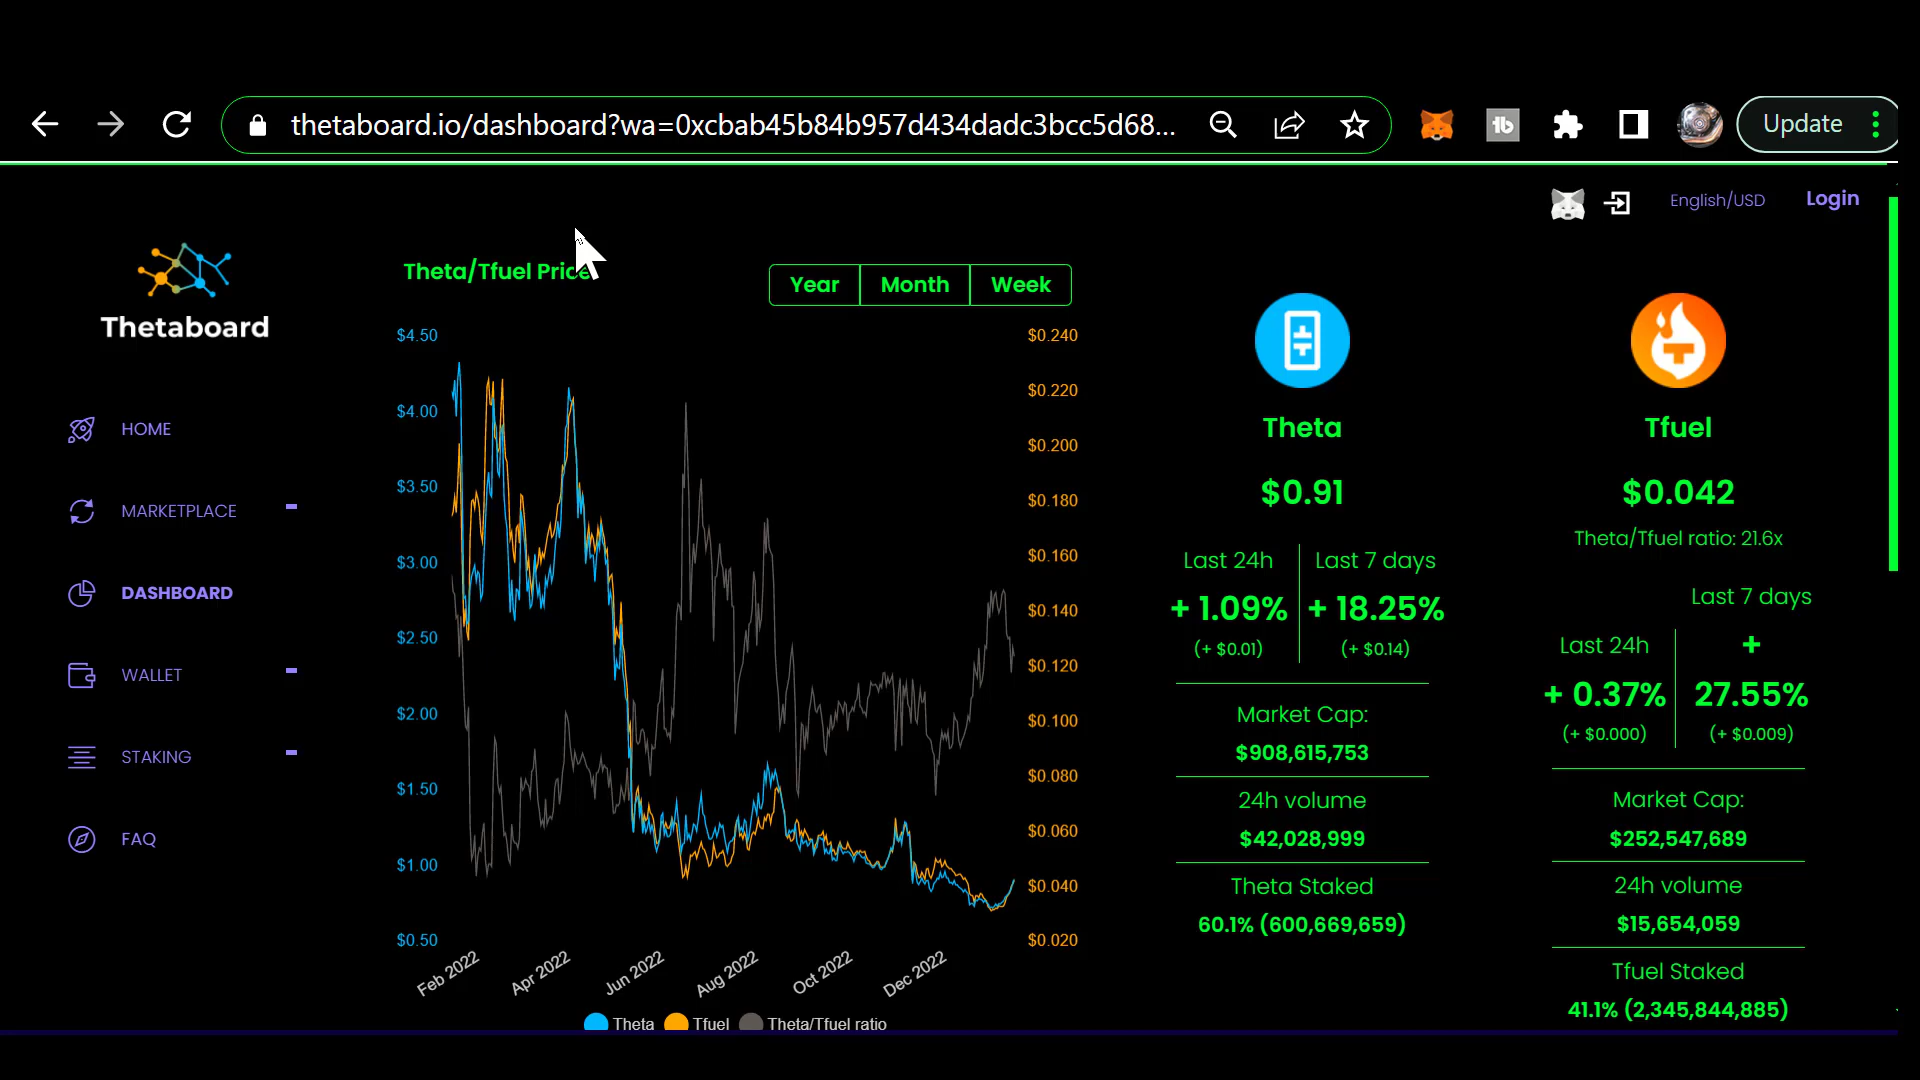 thetaboard.io/dashboard?wa=0xcbab45b84b957d434dadc3bcc5d68...
Update
English/USD
Login
Thetaboard
HOME
MARKETPLACE
DASHBOARD
WALLET
STAKING
FAQ
Theta/Tfuel Price
Year Month Week
$4.50
$4.00
$3.50
$3.00
$2.50
$2.00
$1.50
$1.00
$0.50
$0.240
$0.220
$0.200
$0.180
$0.160
$0.140
$0.120
$0.100
$0.080
$0.060
$0.040
$0.020
Feb 2022 Apr 2022 Jun 2022 Aug 2022 Oct 2022 Dec 2022
Theta Tfuel Theta/Tfuel ratio
Theta
$0.91
Last 24h
+ 1.09%
(+ $0.01)
Last 7 days
+ 18.25%
(+ $0.14)
Market Cap:
$908,615,753
24h volume
$42,028,999
Theta Staked
60.1% (600,669,659)
Tfuel
$0.042
Theta/Tfuel ratio: 21.6x
Last 24h
+ 0.37%
(+ $0.000)
Last 7 days
+
27.55%
(+ $0.009)
Market Cap:
$252,547,689
24h volume
$15,654,059
Tfuel Staked
41.1% (2,345,844,885)